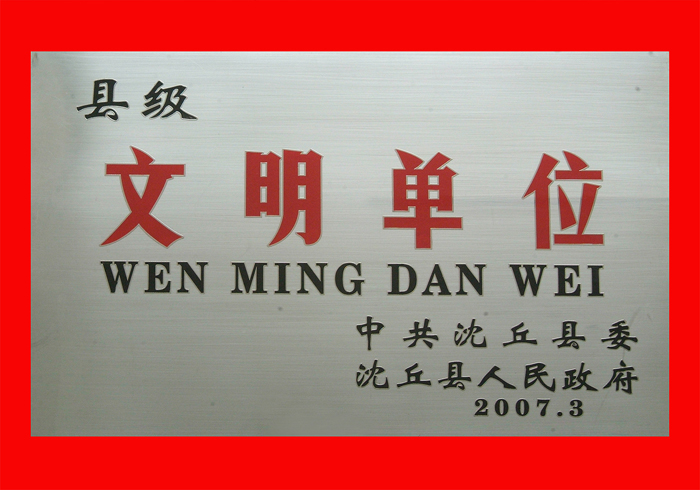 县级
文明单位
WEN MING DAN WEI
中共沈丘县委
沈丘县人民政府
2007.3